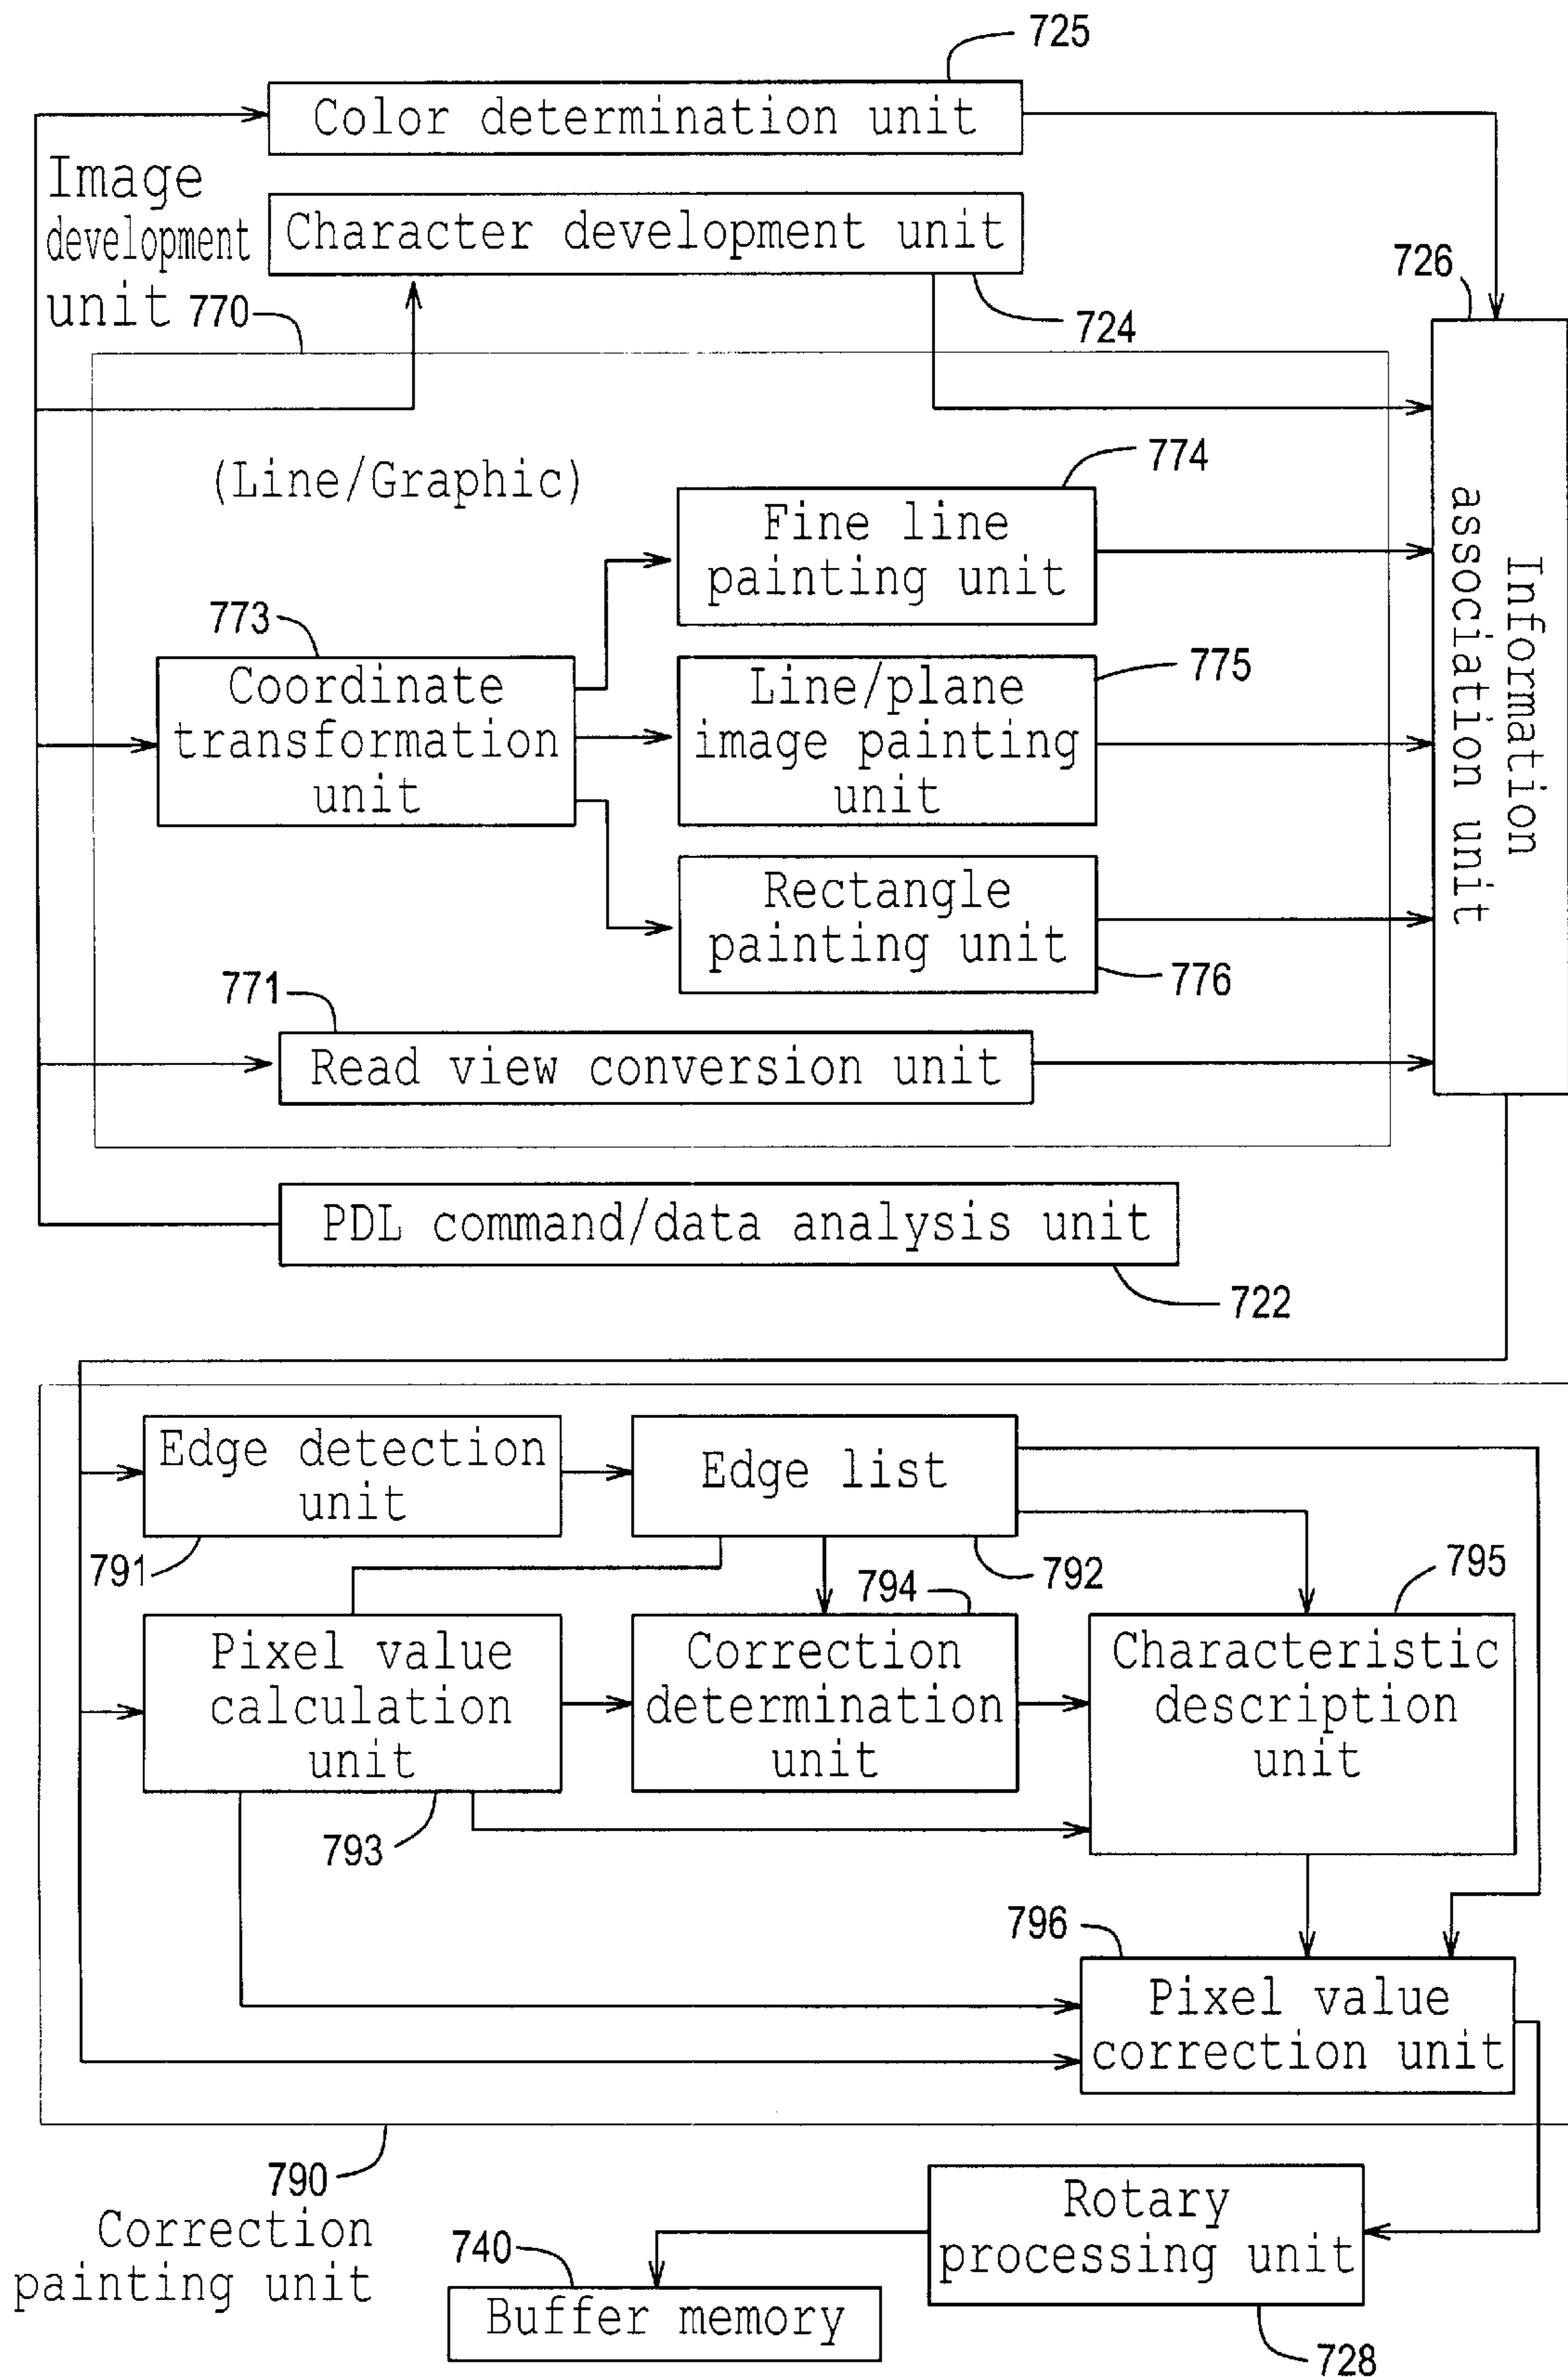 725
Color determination unit
Image
development
unit
Character development unit
726
770
724
(Line/Graphic)
774
Fine line
painting unit
773
Coordinate
transformation
unit
775
Line/plane
image painting
unit
Information
association unit
Rectangle
painting unit
776
771
Read view conversion unit
PDL command/data analysis unit
722
Edge detection
unit
Edge list
791
792
794
795
Pixel value
calculation
unit
Correction
determination
unit
Characteristic
description
unit
793
796
Pixel value
correction unit
790
Correction
painting unit
Rotary
processing unit
740
Buffer memory
728